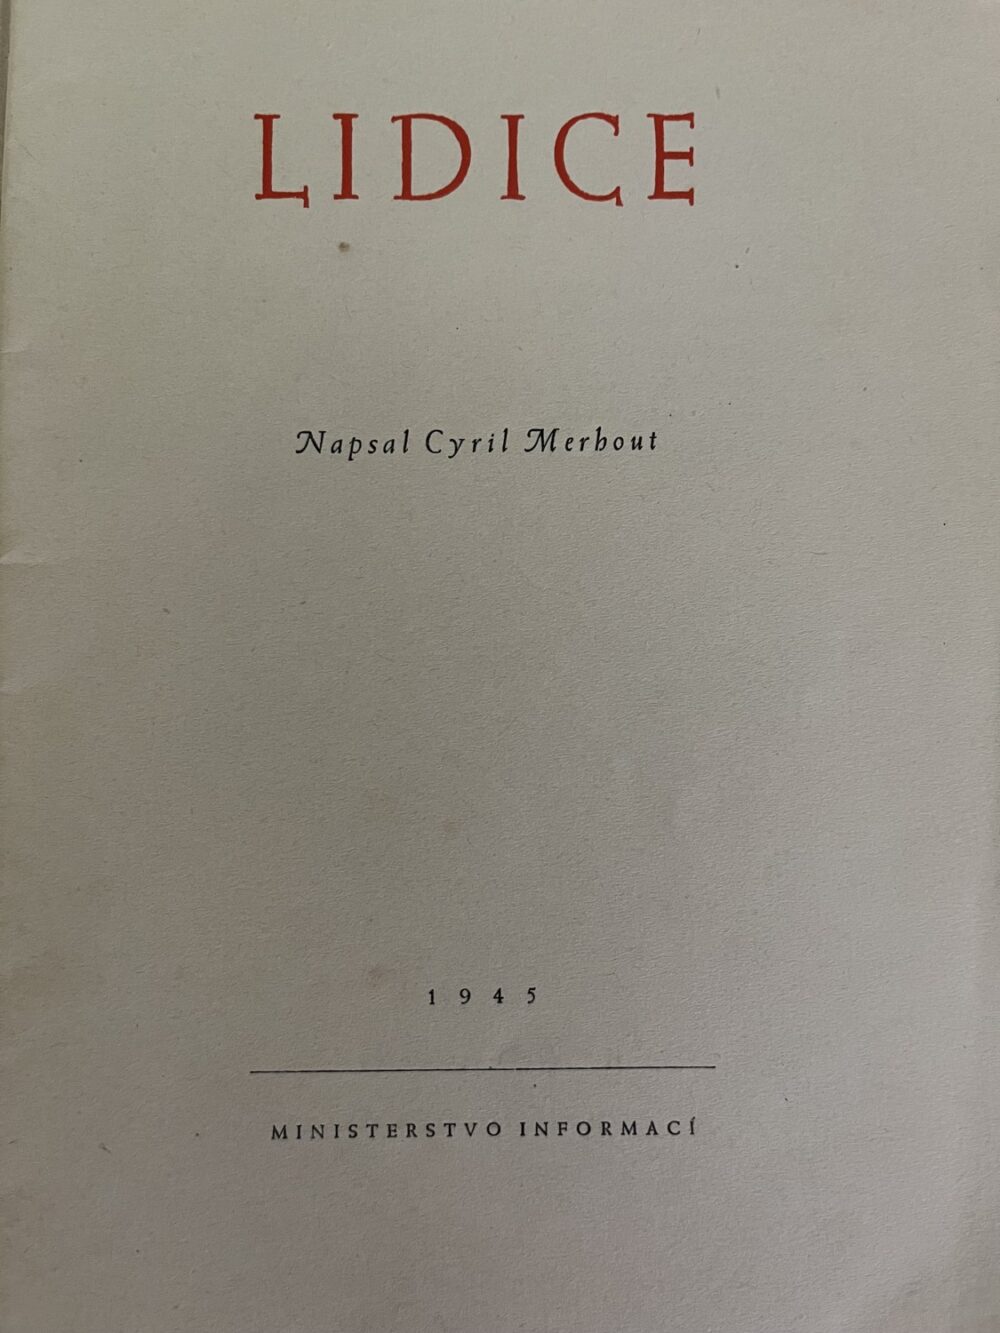 LIDICE
Napsal Cyril Merhout
1945
MINISTERSTVO INFORMACÍ